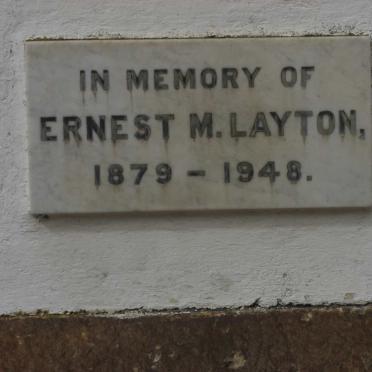 IN MEMORY OF
ERNEST M. LAYTON,
1879 – 1948.